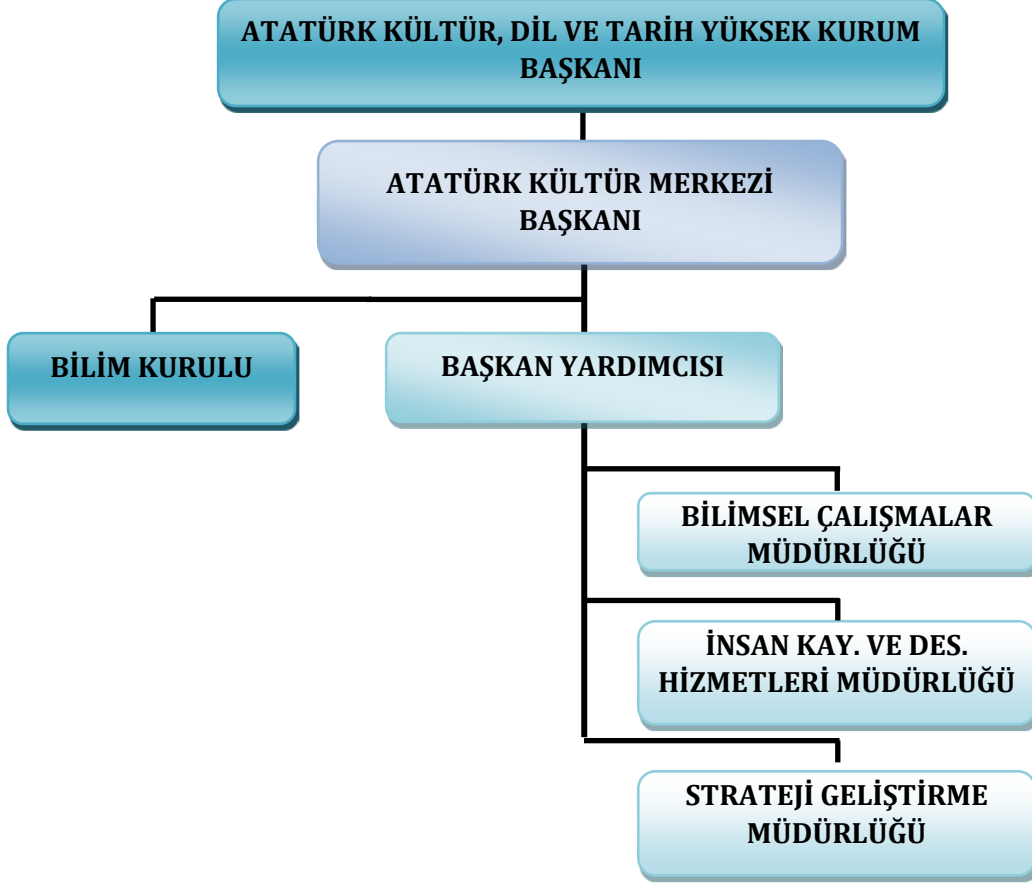 ATATÜRK KÜLTÜR, DİL VE TARİH YÜKSEK KURUM
BAŞKANI
ATATÜRK KÜLTÜR MERKEZİ
BAŞKANI
BİLİM KURULU
BAŞKAN YARDIMCISI
BİLİMSEL ÇALIŞMALAR
MÜDÜRLÜĞÜ
İNSAN KAY. VE DES.
HİZMETLERİ MÜDÜRLÜĞÜ
STRATEJİ GELİŞTİRME
MÜDÜRLÜĞÜ